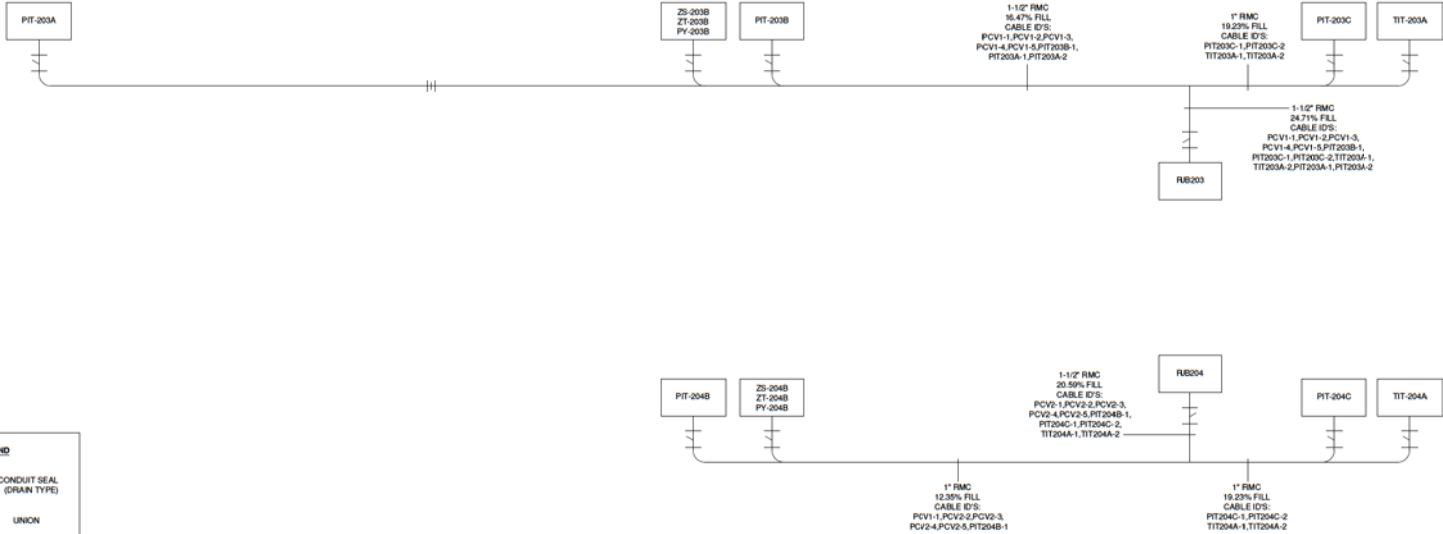 PIT-203A
ZS-203B
ZT-203B
PY-203B
PIT-203B
1-1/2" RMC
16.47% FILL
CABLE ID'S:
PCV1-1,PCV1-2,PCV1-3,
PCV1-4,PCV1-5,PIT203B-1,
PIT203A-1,PIT203A-2
1" RMC
19.23% FILL
CABLE ID'S:
PIT203C-1,PIT203C-2
TIT203A-1,TIT203A-2
PIT-203C
TIT-203A
1-1/2" RMC
24.71% FILL
CABLE ID'S:
PCV1-1,PCV1-2,PCV1-3,
PCV1-4,PCV1-5,PIT203B-1,
PIT203C-1,PIT203C-2,TIT203A-1,
TIT203A-2,PIT203A-1,PIT203A-2
RJB203
PIT-204B
ZS-204B
ZT-204B
PY-204B
1-1/2" RMC
20.59% FILL
CABLE ID'S:
PCV2-1,PCV2-2,PCV2-3,
PCV2-4,PCV2-5,PIT204B-1,
PIT204C-1,PIT204C-2,
TIT204A-1,TIT204A-2
RJB204
PIT-204C
TIT-204A
1" RMC
12.35% FILL
CABLE ID'S:
PCV1-1,PCV2-2,PCV2-3,
PCV2-4,PCV2-5,PIT204B-1
1" RMC
19.23% FILL
CABLE ID'S:
PIT204C-1,PIT204C-2
TIT204A-1,TIT204A-2
ND
CONDUIT SEAL
(DRAIN TYPE)
UNION